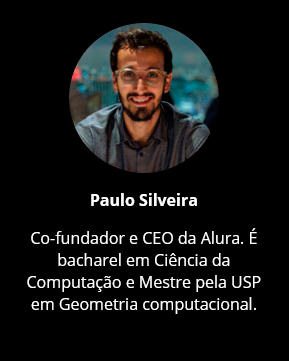 Paulo Silveira
Co-fundador e CEO da Alura. É
bacharel em Ciência da
Computação e Mestre pela USP
em Geometria computacional.